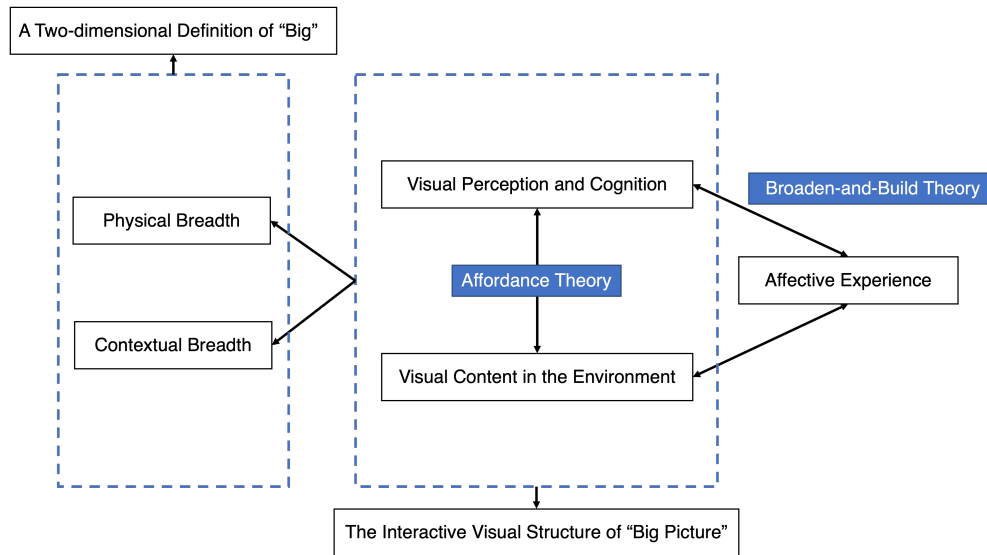 A Two-dimensional Definition of “Big”
Visual Perception and Cognition
Broaden-and-Build Theory
Physical Breadth
Affordance Theory
Affective Experience
Contextual Breadth
Visual Content in the Environment
The Interactive Visual Structure of “Big Picture”